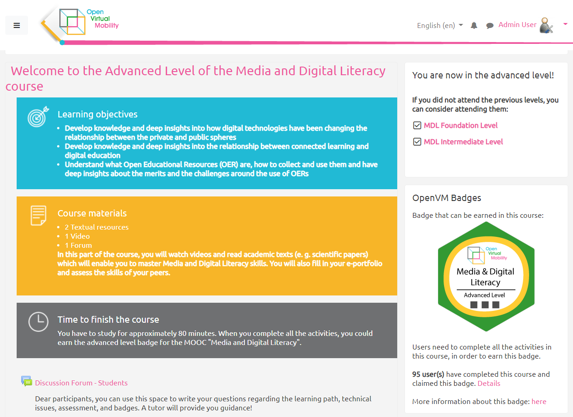 Open
Virtual
Mobility
English (en)
Admin User
Welcome to the Advanced Level of the Media and Digital Literacy
course
Learning objectives
• Develop knowledge and deep insights into how digital technologies have been changing the
relationship between the private and public spheres
• Develop knowledge and deep insights into the relationship between connected learning and
digital education
• Understand what Open Educational Resources (OER) are, how to collect and use them and have
deep insights about the merits and the challenges around the use of OERs
Course materials
• 2 Textual resources
• 1 Video
• 1 Forum
In this part of the course, you will watch videos and read academic texts (e. g. scientific papers)
which will enable you to master Media and Digital Literacy skills. You will also fill in your e-portfolio
and assess the skills of your peers.
Time to finish the course
You have to study for approximately 80 minutes. When you complete all the activities, you could
earn the advanced level badge for the MOOC "Media and Digital Literacy".
Discussion Forum - Students
Dear participants, you can use this space to write your questions regarding the learning path, technical
issues, assessment, and badges. A tutor will provide you guidance!
You are now in the advanced level!
If you did not attend the previous levels, you
can consider attending them:
MDL Foundation Level
MDL Intermediate Level
OpenVM Badges
Badge that can be earned in this course:
Open
Virtual
Mobility
Media & Digital
Literacy
Advanced Level
Users need to complete all the activities in
this course, in order to earn this badge.
95 user(s) have completed this course and
claimed this badge. Details
More information about this badge: here